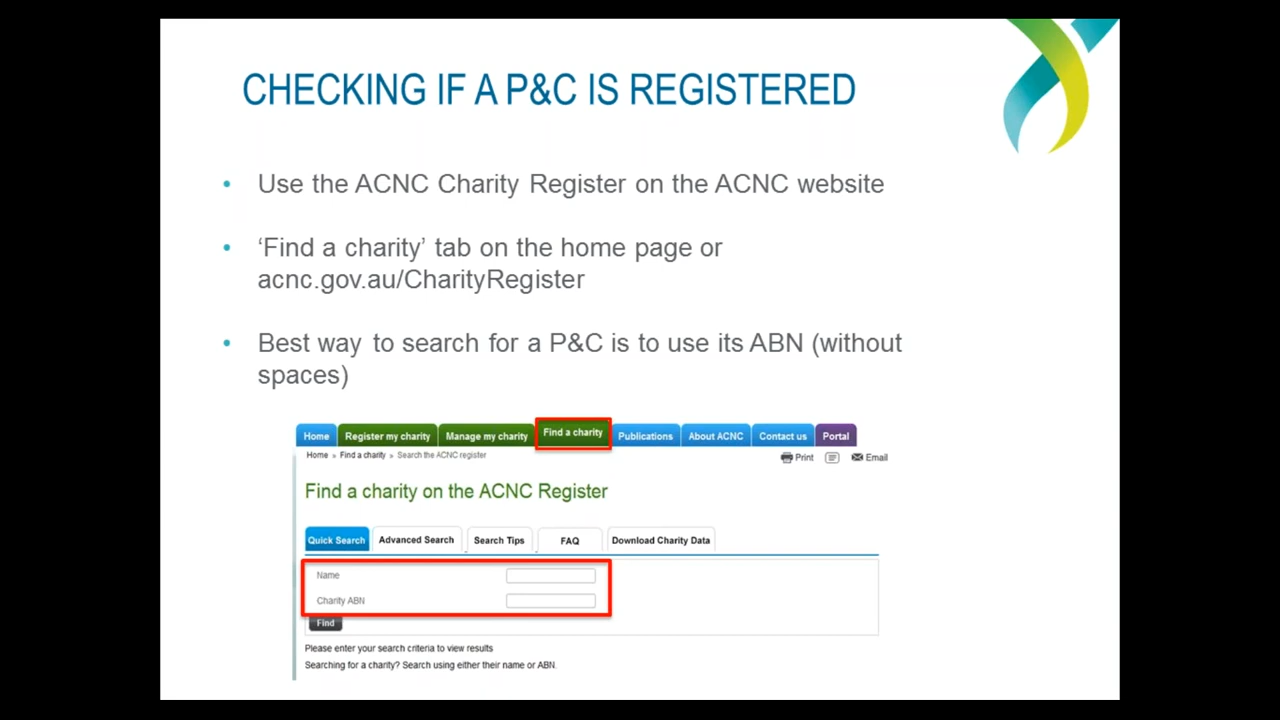 CHECKING IF A P&C IS REGISTERED
• Use the ACNC Charity Register on the ACNC website
• ‘Find a charity’ tab on the home page or
acnc.gov.au/CharityRegister
• Best way to search for a P&C is to use its ABN (without
spaces)
Home Register my charity Manage my charity Find a charity Publications About ACNC Contact us Portal
Home » Find a charity » Search the ACNC register Print Email
Find a charity on the ACNC Register
Quick Search Advanced Search Search Tips FAQ Download Charity Data
Name
Charity ABN
Find
Please enter your search criteria to view results
Searching for a charity? Search using either their name or ABN.